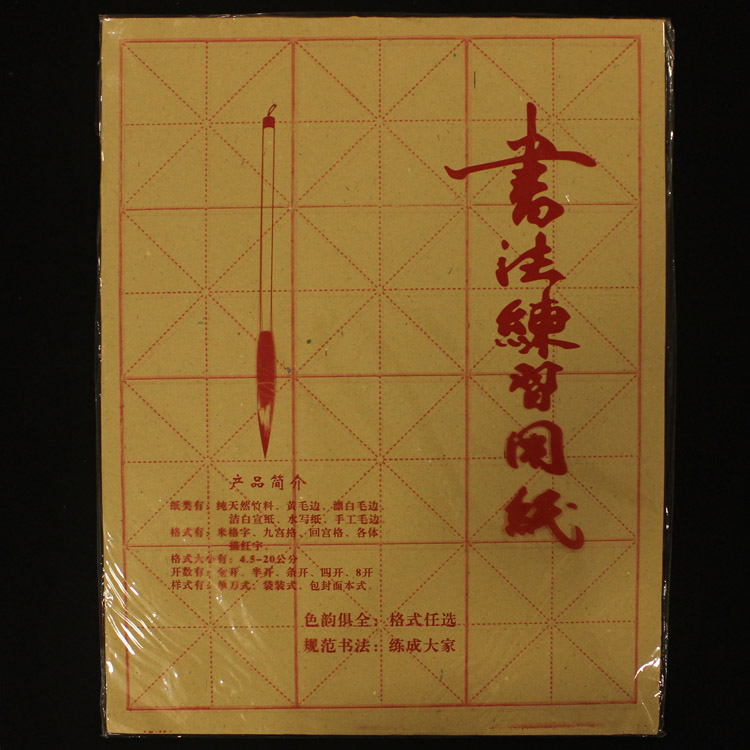 書法練習用紙
产品简介
纸类有：纯天然竹料、黄毛边、漂白毛边、
洁白宣纸、水写纸、手工毛边
格式有：米格字、九宫格、回宫格、各体
描红字、
格式大小有：4.5-20公分
开数有：全开、半开、条开、四开、8开
样式有：单刀式、袋装式、包封面本式
色韵俱全；格式任选
规范书法；练成大家